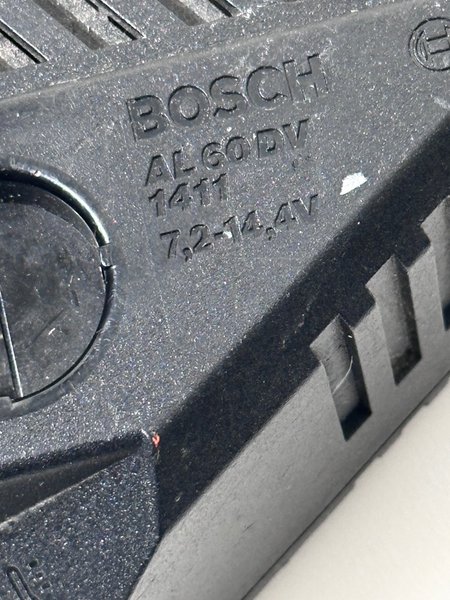 BOSCH
AL 60 DV
1411
7,2-14,4V